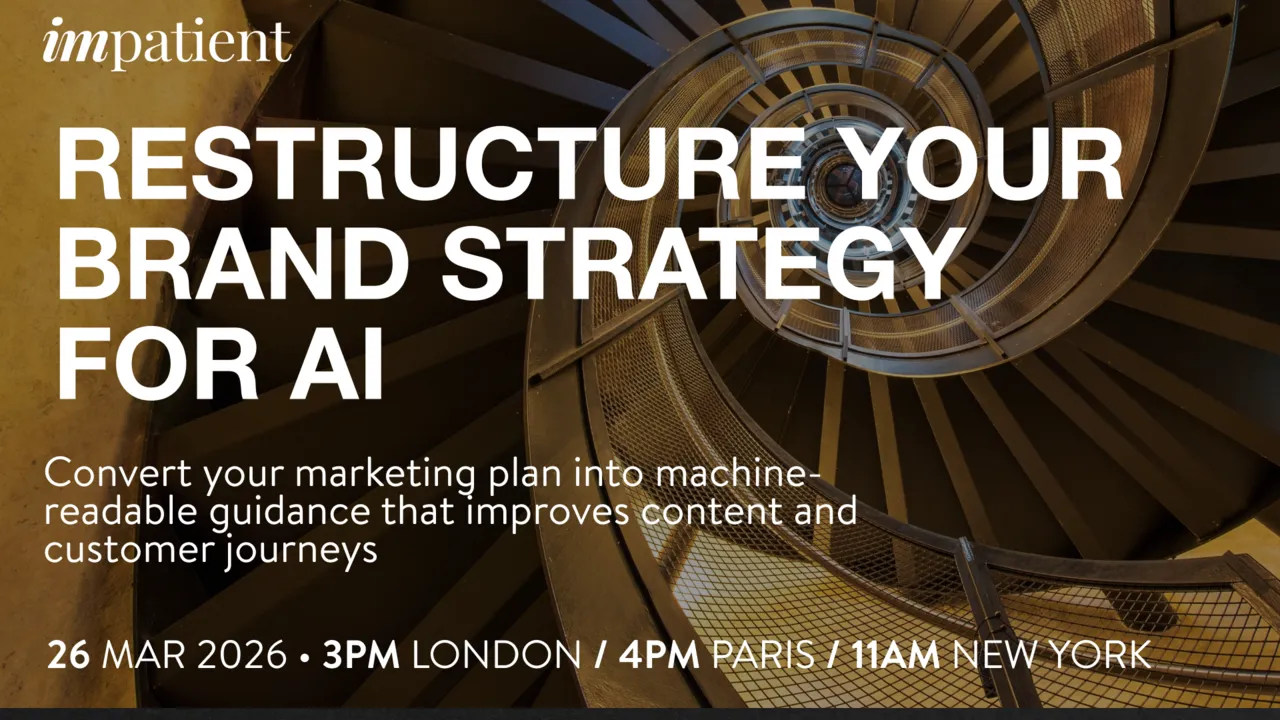 impatient
RESTRUCTURE YOUR
BRAND STRATEGY
FOR AI
Convert your marketing plan into machine-
readable guidance that improves content and
customer journeys
26 MAR 2026 • 3PM LONDON / 4PM PARIS / 11AM NEW YORK